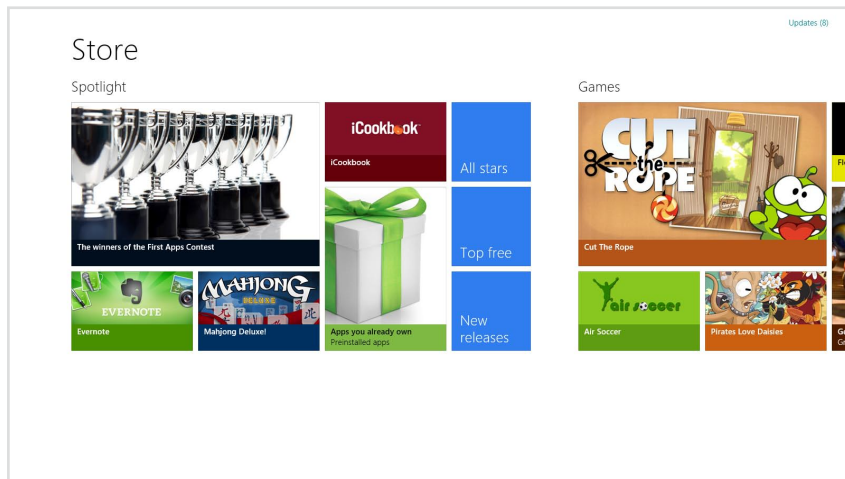 Updates (8)
Store
Spotlight
The winners of the First Apps Contest
iCookbook
iCookbook
All stars
Top free
EVERNOTE
Evernote
MAHJONG
DELUXE
Mahjong Deluxe!
Apps you already own
Preinstalled apps
New
releases
Games
CUT
the
ROPE
Cut The Rope
air soccer
Air Soccer
Pirates Love Daisies